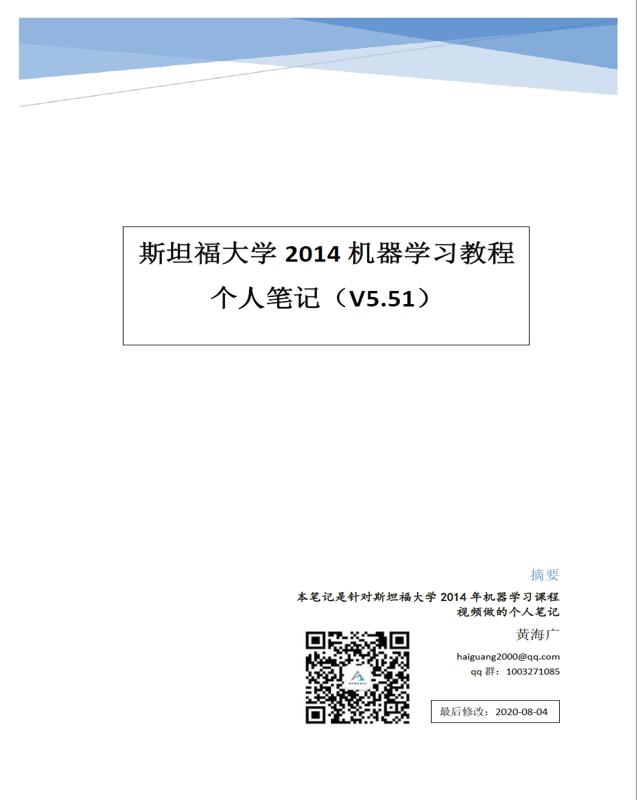 斯坦福大学 2014 机器学习教程
个人笔记（V5.51）
摘要
本笔记是针对斯坦福大学 2014 年机器学习课程
视频做的个人笔记
黄海广
haiguang2000@qq.com
qq 群：1003271085
最后修改：2020-08-04